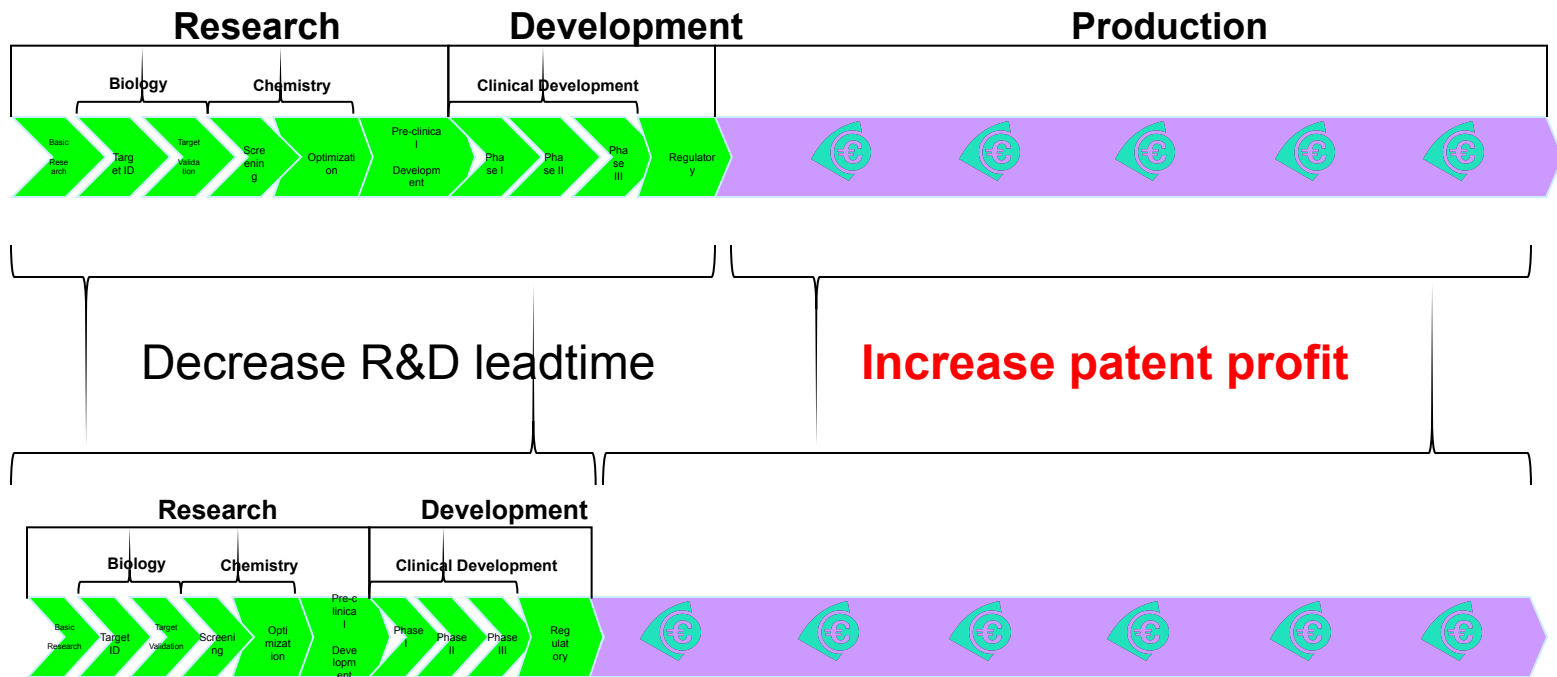 Research
Development
Production
Biology
Chemistry
Clinical Development
Basic
Rese
arch
Targ
et ID
Target
Valida
tion
Scre
enin
g
Optimizati
on
Pre-clinica
l
Developm
ent
Pha
se I
Pha
se II
Pha
se
III
Regulator
y
€
€
€
€
€
Decrease R&D leadtime
Increase patent profit
Research
Development
Biology
Chemistry
Clinical Development
Basic
Research
Target
ID
Target
Validation
Screeni
ng
Opti
mizat
ion
Pre-c
linica
l
Deve
lopm
ent
Phase
I
Phase
II
Phase
III
Reg
ulat
ory
€
€
€
€
€
€